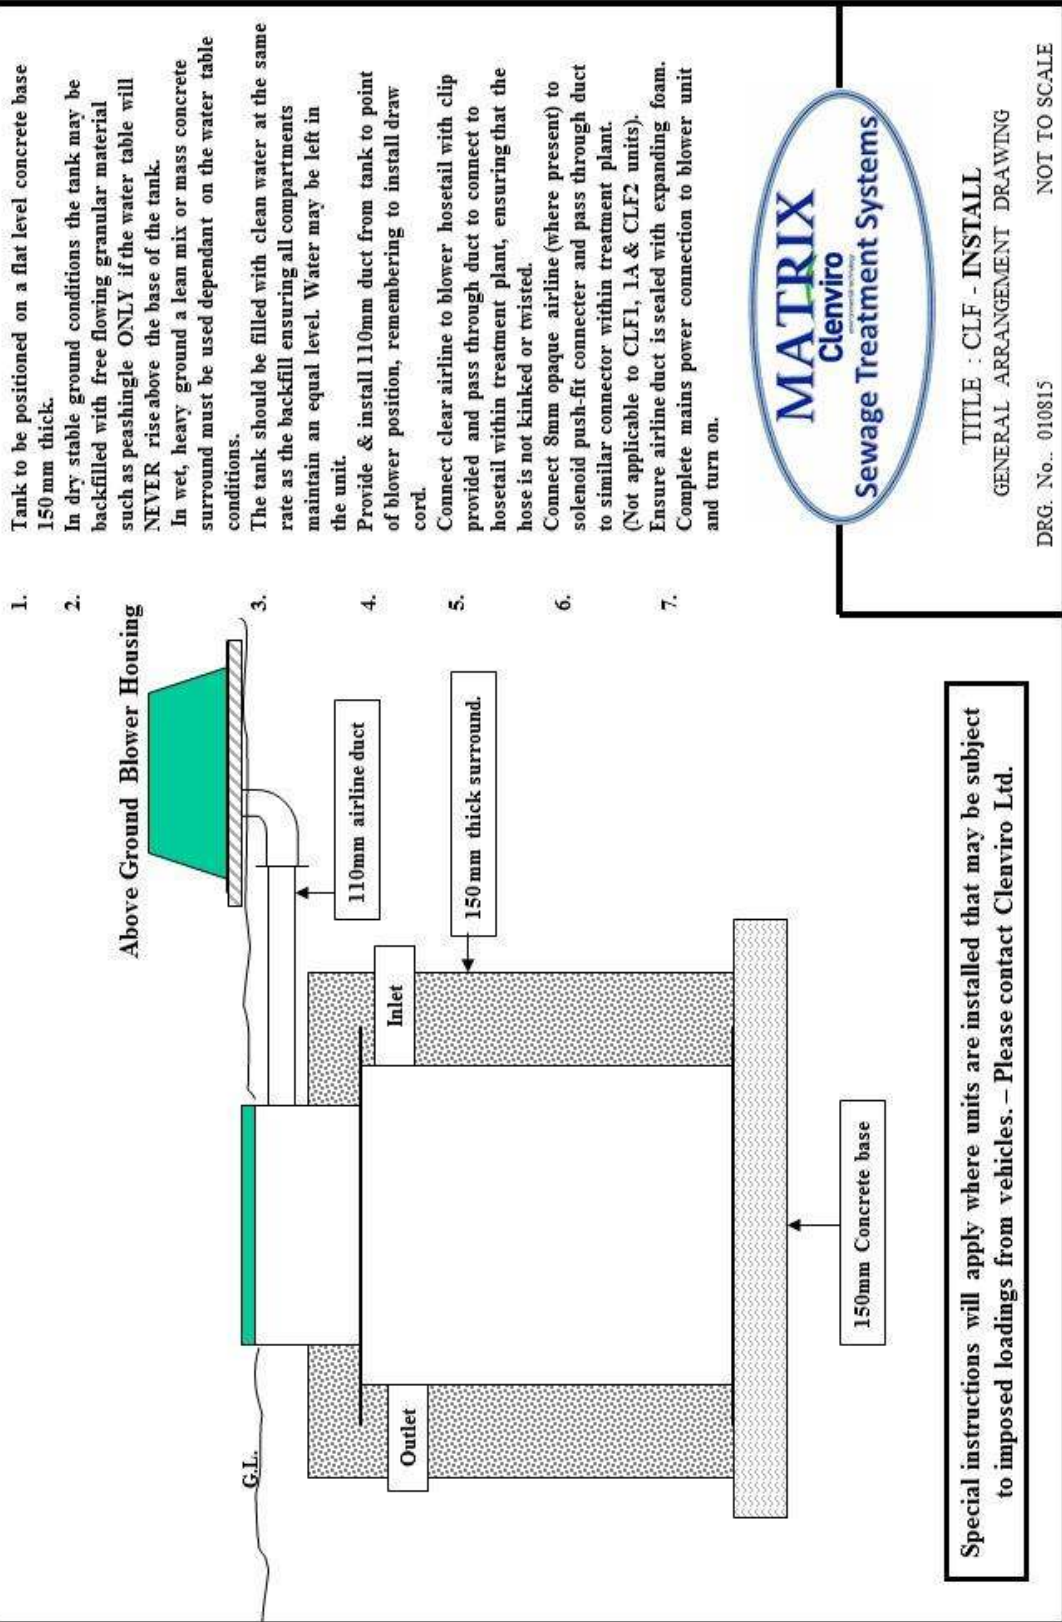 Above Ground Blower Housing
G.L.
110mm airline duct
150mm thick surround.
Inlet
Outlet
150mm Concrete base
Special instructions will apply where units are installed that may be subject
to imposed loadings from vehicles. – Please contact Clenviro Ltd.
1. Tank to be positioned on a flat level concrete base
150mm thick.
2. In dry stable ground conditions the tank may be
backfilled with free flowing granular material
such as peashingle ONLY if the water table will
NEVER rise above the base of the tank.
In wet, heavy ground a lean mix or mass concrete
surround must be used dependant on the water table
conditions.
3. The tank should be filled with clean water at the same
rate as the backfill ensuring all compartments
maintain an equal level. Water may be left in
the unit.
4. Provide & install 110mm duct from tank to point
of blower position, remembering to install draw
cord.
5. Connect clear airline to blower hosetail with clip
provided and pass through duct to connect to
hosetail within treatment plant, ensuring that the
hose is not kinked or twisted.
6. Connect 8mm opaque airline (where present) to
solenoid push-fit connecter and pass through duct
to similar connector within treatment plant.
(Not applicable to CLF1, 1A & CLF2 units).
7. Ensure airline duct is sealed with expanding foam.
Complete mains power connection to blower unit
and turn on.
MATRIX
Clenviro
Sewage Treatment Systems
TITLE : CLF - INSTALL
GENERAL ARRANGEMENT DRAWING
DRG. No.. 010815 NOT TO SCALE